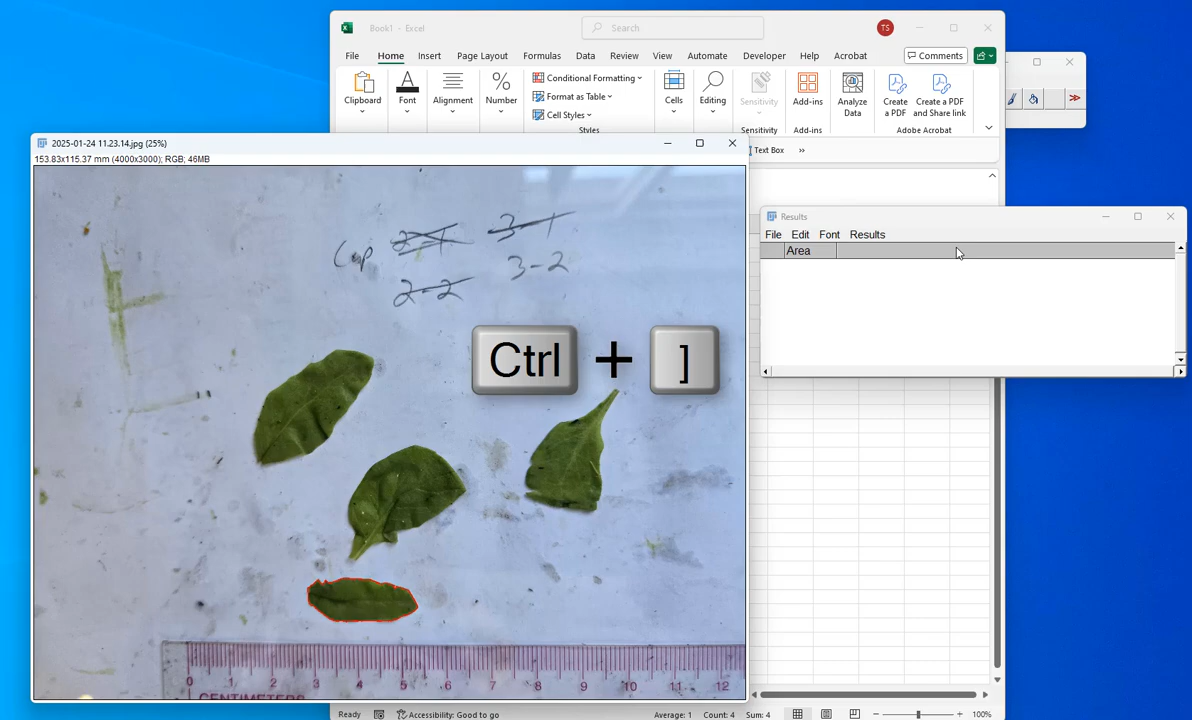 Book1 - Excel
Search
TS
File Home Insert Page Layout Formulas Data Review View Automate Developer Help Acrobat Comments
Clipboard
Font
Alignment
Number
Conditional Formatting
Format as Table
Cell Styles
Styles
Cells
Editing
Sensitivity
Sensitivity
Add-ins
Add-ins
Analyze
Data
Create
a PDF
Create a PDF
and Share link
Adobe Acrobat
Text Box
2025-01-24 11.23.14.jpg (25%)
153.83x115.37 mm (4000x3000); RGB; 46MB
Cap 2-1 3-1
2-2 3-2
Ctrl + ]
0 1 2 3 4 5 6 7 8 9 10 11 12
CENTIMETERS
Results
File Edit Font Results
Area
Ready Accessibility: Good to go Average: 1 Count: 4 Sum: 4 100%